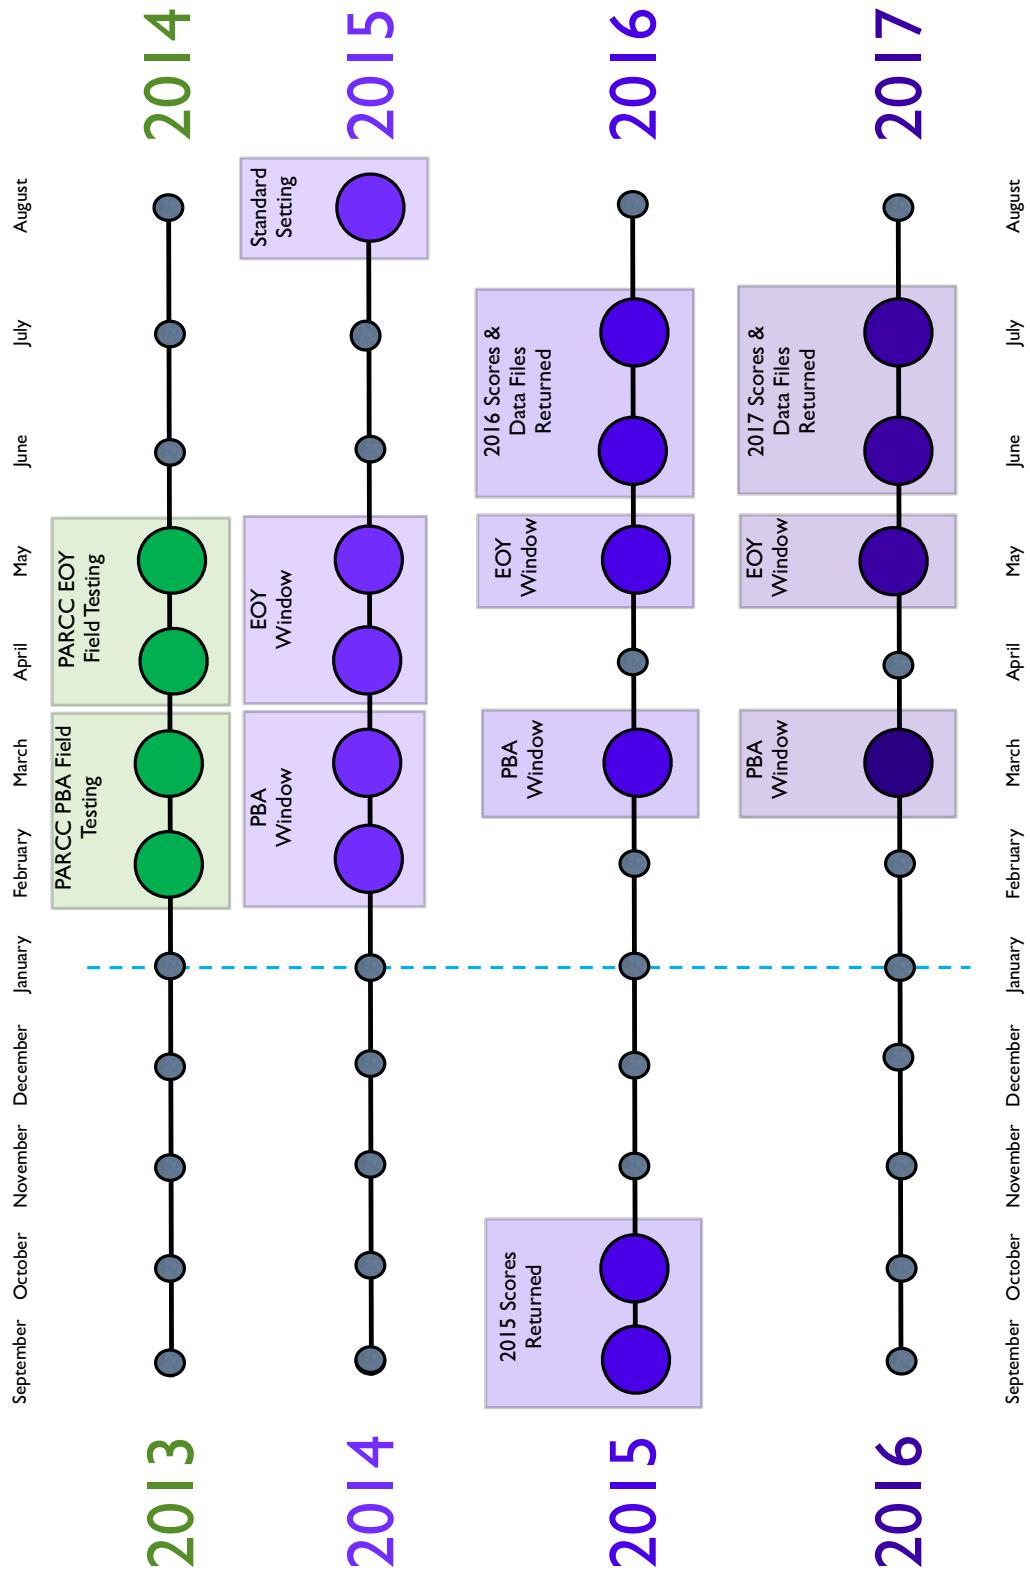 September October November December January February March April May June July August
2013
PARCC PBA Field
Testing
PARCC EOY
Field Testing
2014
2014
PBA
Window
EOY
Window
Standard
Setting
2015
2015
2015 Scores
Returned
PBA
Window
EOY
Window
2016 Scores &
Data Files
Returned
2016
2016
PBA
Window
EOY
Window
2017 Scores &
Data Files
Returned
2017
September October November December January February March April May June July August